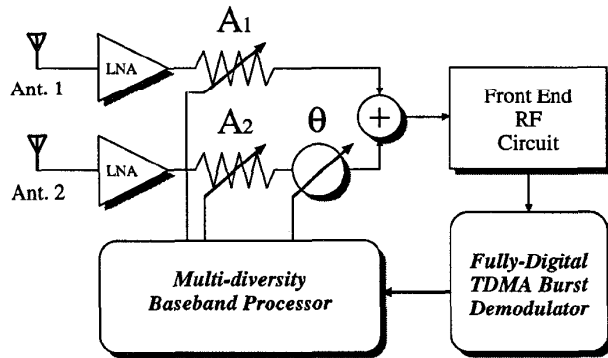 A1
LNA
Ant. 1
A2
θ
+
LNA
Ant. 2
Front End
RF
Circuit
Multi-diversity
Baseband Processor
Fully-Digital
TDMA Burst
Demodulator